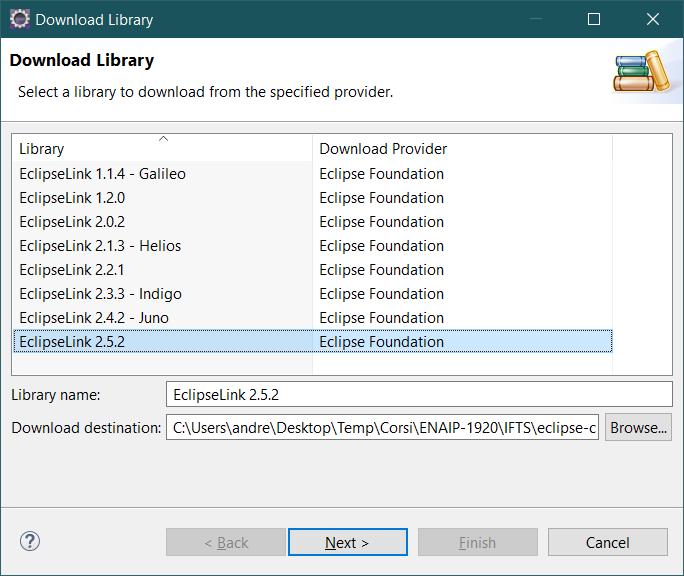 Download Library
Download Library
Select a library to download from the specified provider.
Library Download Provider
EclipseLink 1.1.4 - Galileo Eclipse Foundation
EclipseLink 1.2.0 Eclipse Foundation
EclipseLink 2.0.2 Eclipse Foundation
EclipseLink 2.1.3 - Helios Eclipse Foundation
EclipseLink 2.2.1 Eclipse Foundation
EclipseLink 2.3.3 - Indigo Eclipse Foundation
EclipseLink 2.4.2 - Juno Eclipse Foundation
EclipseLink 2.5.2 Eclipse Foundation
Library name: EclipseLink 2.5.2
Download destination: C:\Users\andre\Desktop\Temp\Corsi\ENAIP-1920\IFTS\eclipse-c Browse...
? < Back Next > Finish Cancel